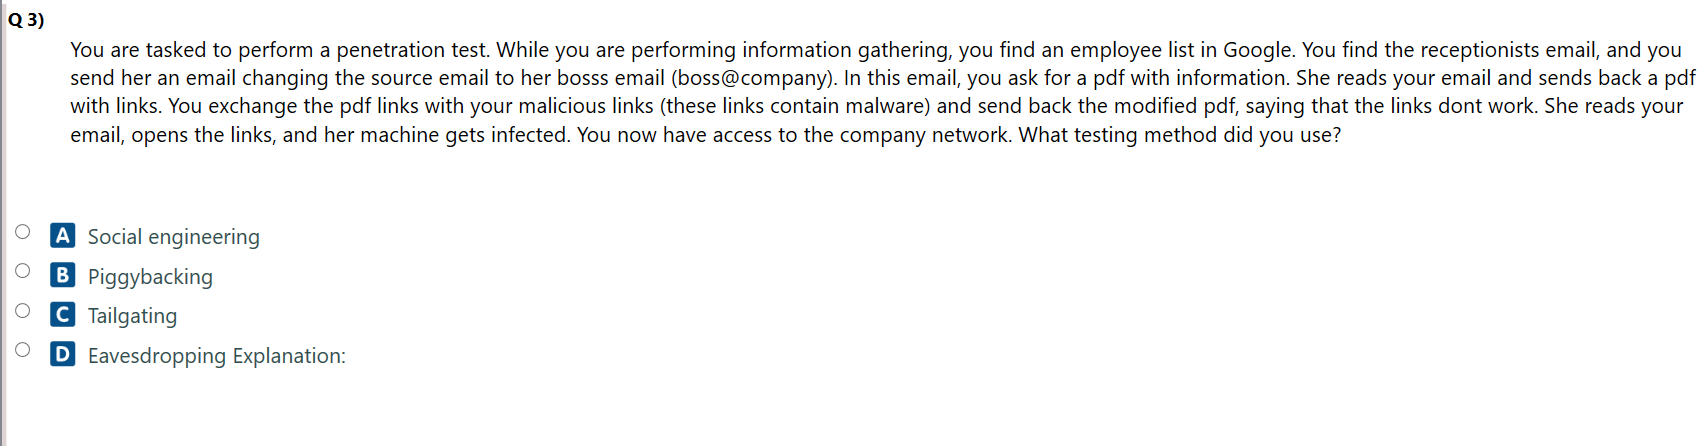 Q 3)
You are tasked to perform a penetration test. While you are performing information gathering, you find an employee list in Google. You find the receptionists email, and you
send her an email changing the source email to her bosss email (boss@company). In this email, you ask for a pdf with information. She reads your email and sends back a pdf
with links. You exchange the pdf links with your malicious links (these links contain malware) and send back the modified pdf, saying that the links dont work. She reads your
email, opens the links, and her machine gets infected. You now have access to the company network. What testing method did you use?
A Social engineering
B Piggybacking
C Tailgating
D Eavesdropping Explanation: